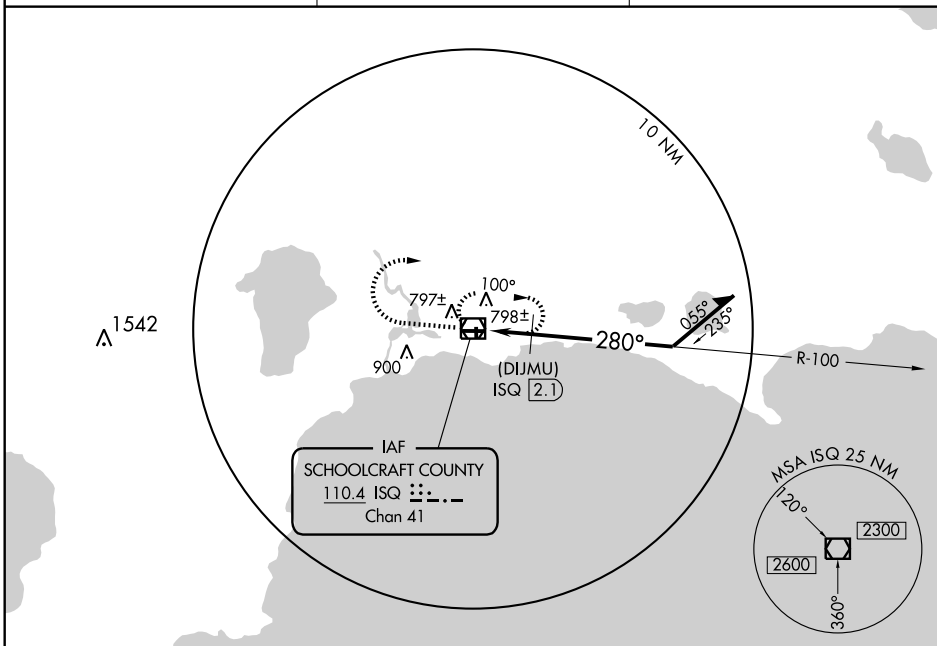 10 NM
1542
797±
100°
798±
900
055°
235°
280°
R-100
(DIJMU)
ISQ 2.1
IAF
SCHOOLCRAFT COUNTY
110.4 ISQ
Chan 41
MSA ISQ 25 NM
120°
2300
2600
360°